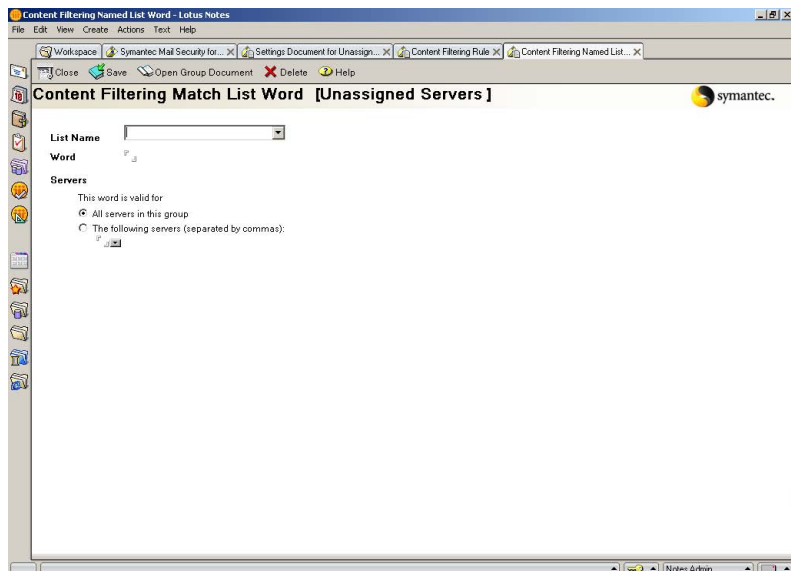 Content Filtering Named List Word - Lotus Notes
File Edit View Create Actions Text Help
Workspace Symantec Mail Security for... Settings Document for Unassign... Content Filtering Rule Content Filtering Named List...
Close Save Open Group Document Delete Help
Content Filtering Match List Word [Unassigned Servers ]
symantec.
List Name
Word
Servers
This word is valid for
All servers in this group
The following servers (separated by commas):
Notes Admin